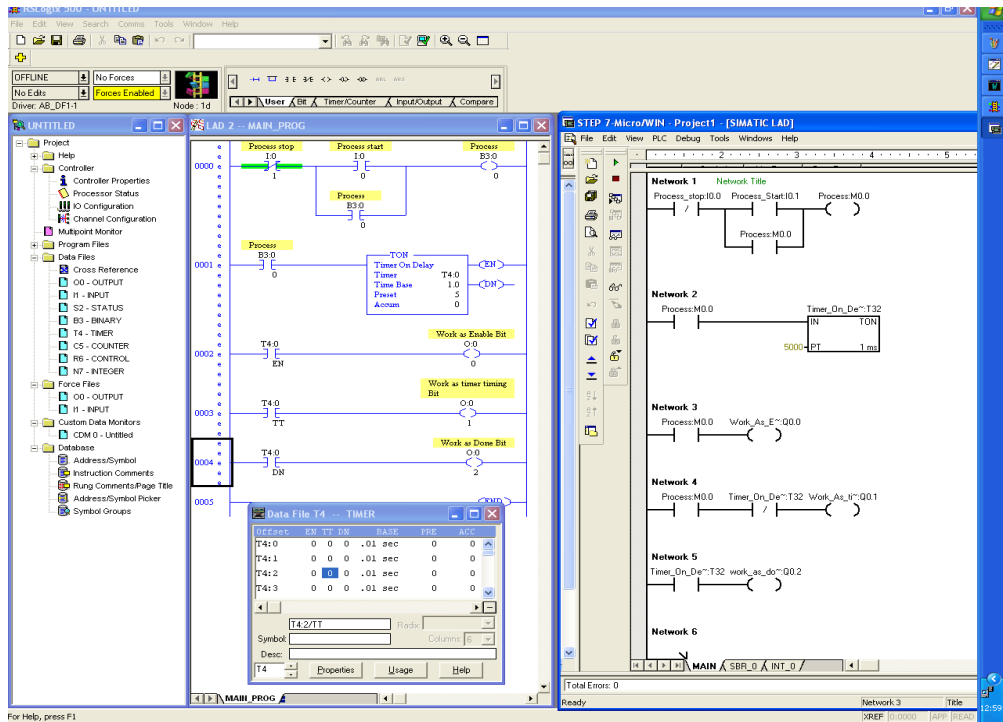 RSLogix 500 - UNTITLED
File Edit View Search Comms Tools Window Help
OFFLINE No Forces
No Edits Forces Enabled
Driver: AB_DF1-1 Node : 1d
User Bit Timer/Counter Input/Output Compare
UNTITLED
Project
Help
Controller
Controller Properties
Processor Status
IO Configuration
Channel Configuration
Multipoint Monitor
Program Files
Data Files
Cross Reference
O0 - OUTPUT
I1 - INPUT
S2 - STATUS
B3 - BINARY
T4 - TIMER
C5 - COUNTER
R6 - CONTROL
N7 - INTEGER
Force Files
O0 - OUTPUT
I1 - INPUT
Custom Data Monitors
CDM 0 - Untitled
Database
Address/Symbol
Instruction Comments
Rung Comments/Page Title
Address/Symbol Picker
Symbol Groups
LAD 2 -- MAIN_PROG
Process stop Process start Process
I:0 I:0 B3:0
0000
1 0 0
Process
B3:0
0
Process
B3:0
0001
0
TON
Timer On Delay
Timer T4:0
Time Base 1.0
Preset 5
Accum 0
EN
DN
Work as Enable Bit
T4:0 O:0
0002
EN 0
Work as timer timing
Bit
T4:0 O:0
0003
TT 1
Work as Done Bit
T4:0 O:0
0004
DN 2
0005 END
Data File T4 -- TIMER
Offset EN TT DN BASE PRE ACC
T4:0 0 0 0 .01 sec 0 0
T4:1 0 0 0 .01 sec 0 0
T4:2 0 0 0 .01 sec 0 0
T4:3 0 0 0 .01 sec 0 0
T4:2/TT Radix:
Symbol: Columns: 6
Desc:
T4 Properties Usage Help
MAIN_PROG
For Help, press F1
STEP 7-Micro/WIN - Project1 - [SIMATIC LAD]
File Edit View PLC Debug Tools Windows Help
2 3 4 5
Network 1 Network Title
Process_stop:I0.0 Process_Start:I0.1 Process:M0.0
Process:M0.0
Network 2
Process:M0.0 Timer_On_De~:T32
IN TON
5000 PT 1 ms
Network 3
Process:M0.0 Work_As_E~:Q0.0
Network 4
Process:M0.0 Timer_On_De~:T32 Work_As_ti~:Q0.1
Network 5
Timer_On_De~:T32 work_as_do~:Q0.2
Network 6
MAIN SBR_0 INT_0
Total Errors: 0
Ready Network 3 Title
XREF 0:0000 APP READ
12:59